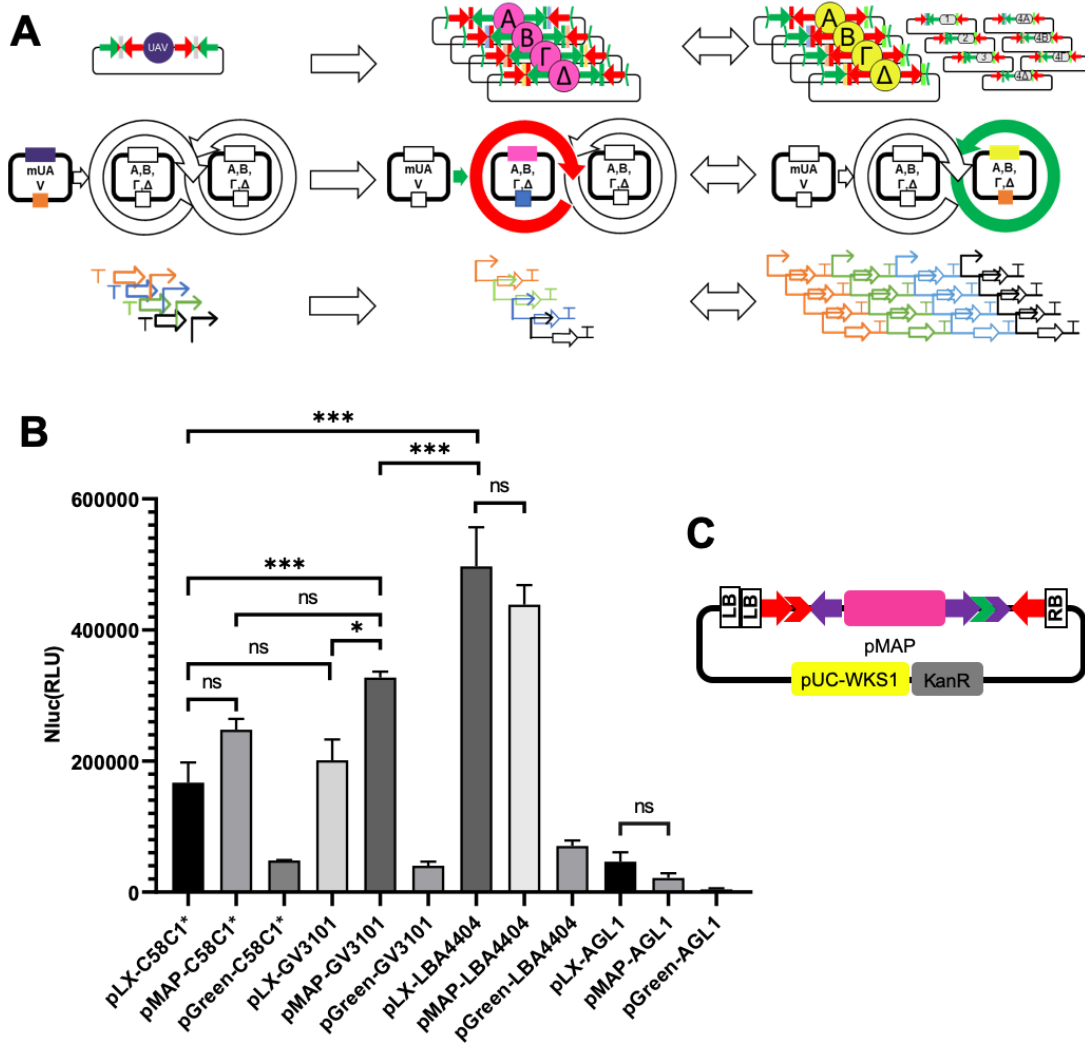 A
UAV
A
B
Γ
Δ
A
B
Γ
Δ
1
4A
2
4B
3
4Γ
4Δ
mUA
V
A,B,
Γ,Δ
A,B,
Γ,Δ
mUA
V
A,B,
Γ,Δ
A,B,
Γ,Δ
mUA
V
A,B,
Γ,Δ
A,B,
Γ,Δ
B
***
***
ns
***
ns
*
ns
ns
ns
600000
400000
200000
0
Nluc(RLU)
pLX-C58C1*
pMAP-C58C1*
pGreen-C58C1*
pLX-GV3101
pMAP-GV3101
pGreen-GV3101
pLX-LBA4404
pMAP-LBA4404
pGreen-LBA4404
pLX-AGL1
pMAP-AGL1
pGreen-AGL1
C
LB
LB
RB
pMAP
pUC-WKS1
KanR